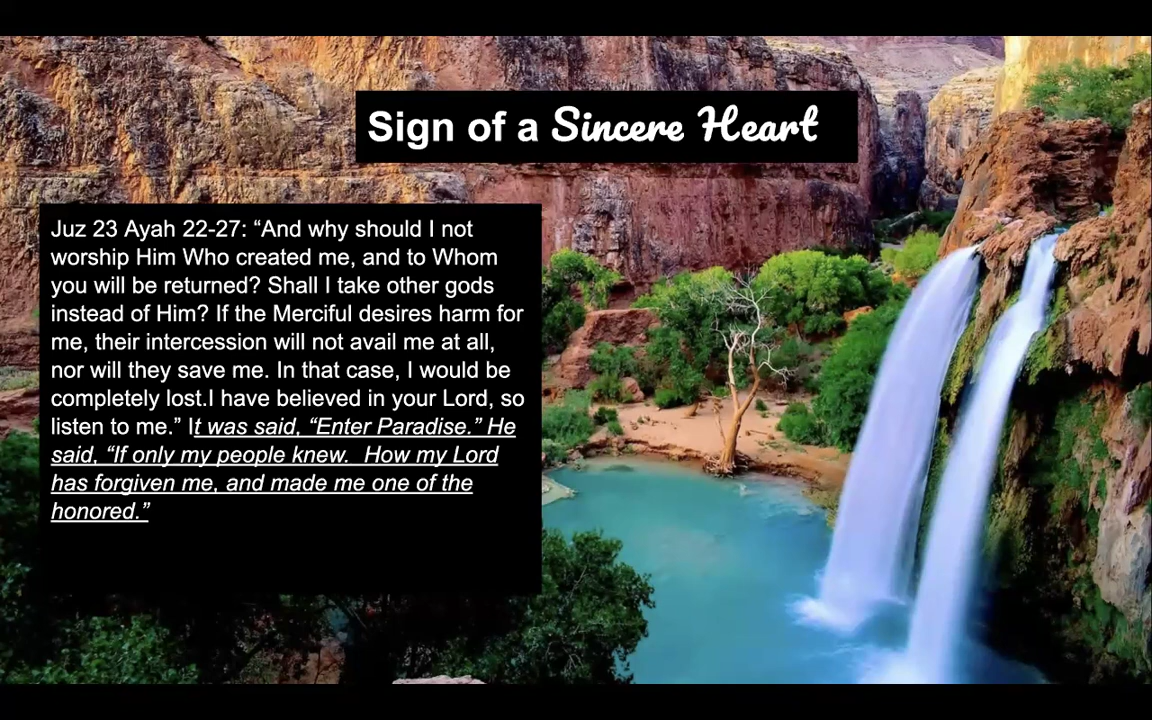 Sign of a Sincere Heart
Juz 23 Ayah 22-27: “And why should I not
worship Him Who created me, and to Whom
you will be returned? Shall I take other gods
instead of Him? If the Merciful desires harm for
me, their intercession will not avail me at all,
nor will they save me. In that case, I would be
completely lost.I have believed in your Lord, so
listen to me.” It was said, “Enter Paradise.” He
said, “If only my people knew.  How my Lord
has forgiven me, and made me one of the
honored.”